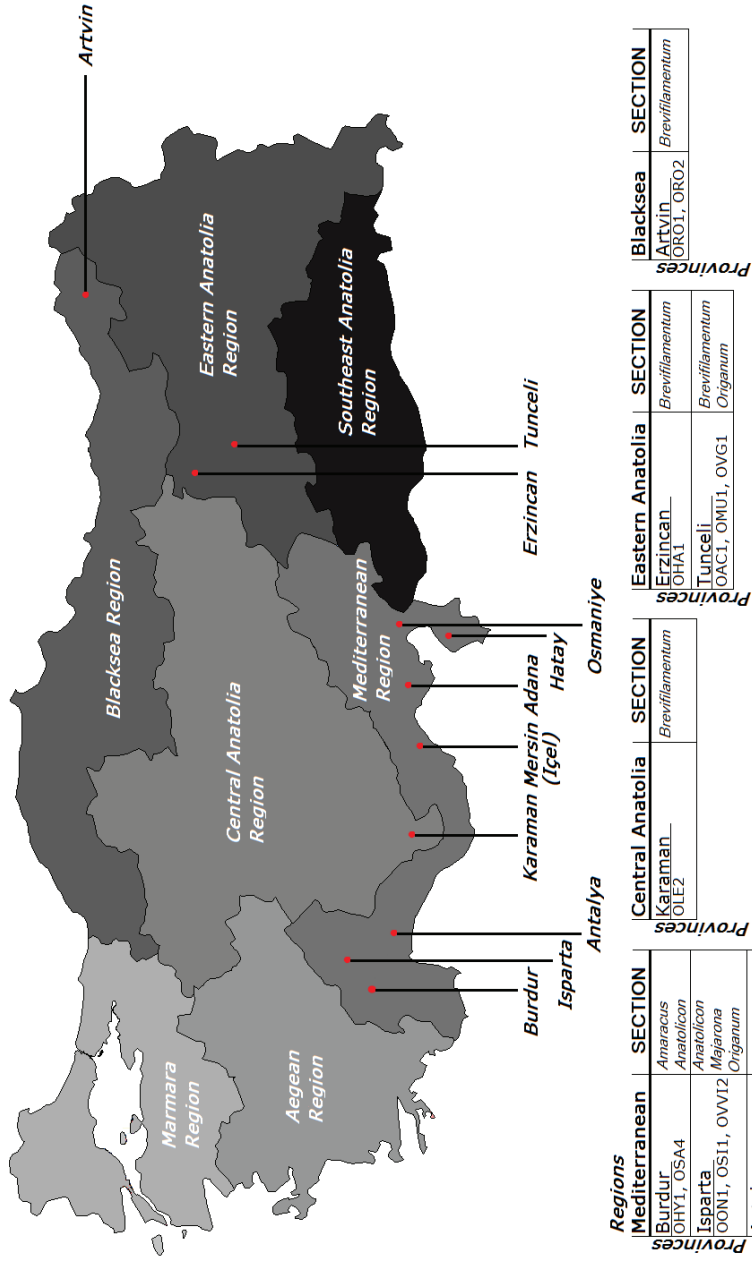 Artvin
Blacksea Region
Eastern Anatolia
Region
Marmara
Region
Central Anatolia
Region
Southeast Anatolia
Region
Aegean
Region
Mediterranean
Region
Burdur
Isparta
Antalya
Karaman
Mersin
(Içel)
Adana
Hatay
Osmaniye
Erzincan
Tunceli
Regions
Mediterranean SECTION
Provinces
Burdur
OHY1, OSA4
Amaracus
Anatolicon
Isparta
OON1, OSI1, OVVI2
Anatolicon
Majarona
Origanum
Central Anatolia SECTION
Provinces
Karaman
OLE2
Brevifilamentum
Eastern Anatolia SECTION
Provinces
Erzincan
OHA1
Brevifilamentum
Tunceli
OAC1, OMU1, OVG1
Brevifilamentum
Origanum
Blacksea SECTION
Provinces
Artvin
ORO1, ORO2
Brevifilamentum